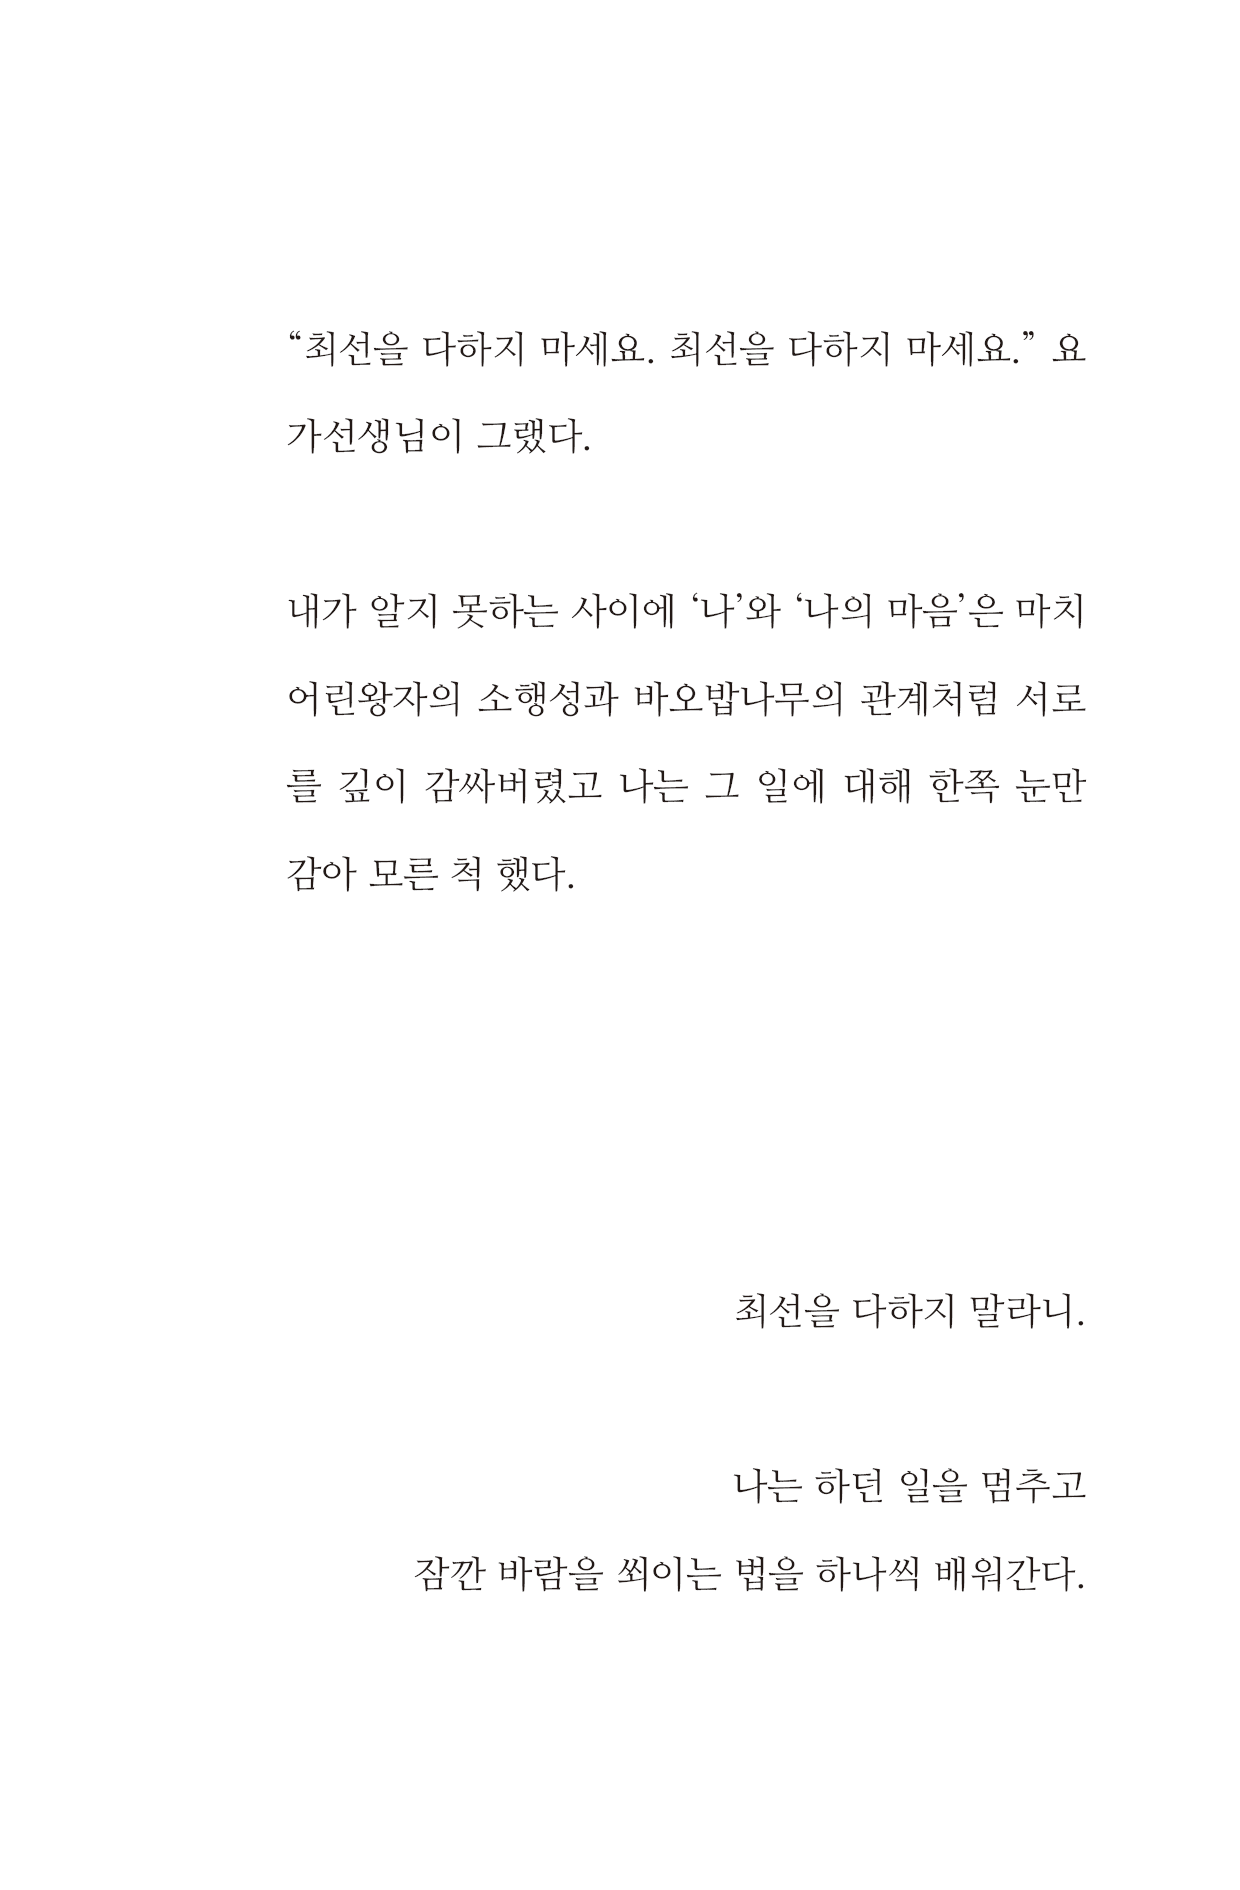 “최선을 다하지 마세요. 최선을 다하지 마세요.” 요
가선생님이 그랬다.
내가 알지 못하는 사이에 ‘나’와 ‘나의 마음’은 마치
어린왕자의 소행성과 바오밥나무의 관계처럼 서로
를 깊이 감싸버렸고 나는 그 일에 대해 한쪽 눈만
감아 모른 척 했다.
최선을 다하지 말라니.
나는 하던 일을 멈추고
잠깐 바람을 쐬이는 법을 하나씩 배워간다.